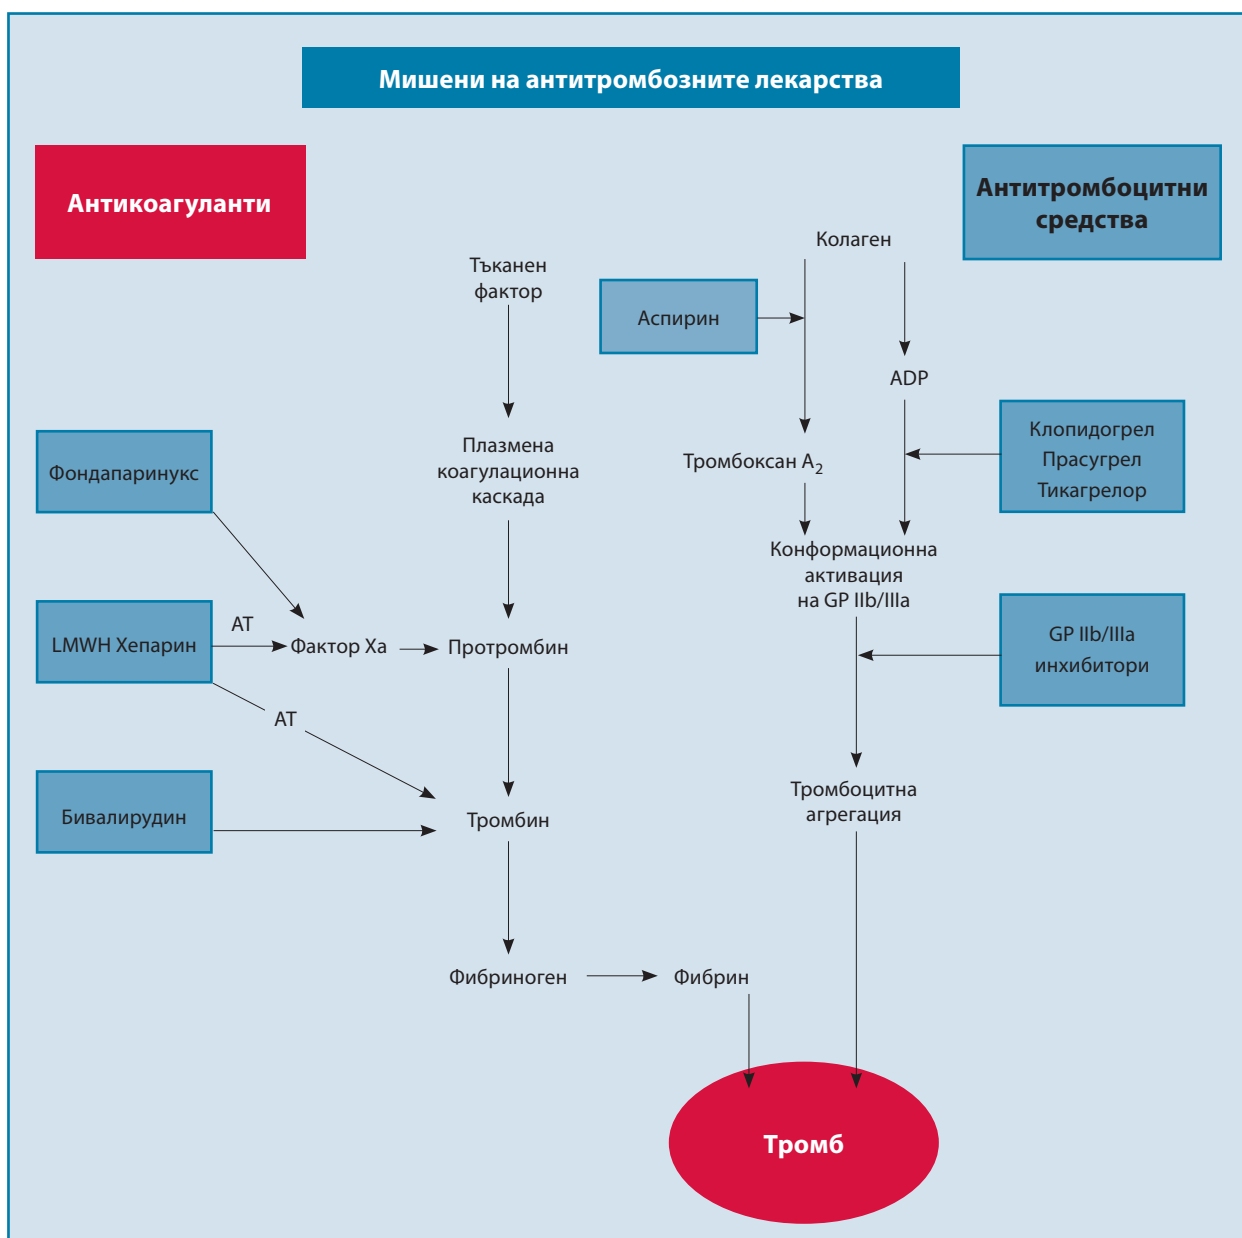 Мишени на антитромбозните лекарства
Антикоагуланти
Антитромбоцитни
средства
Колаген
Тъканен
фактор
Аспирин
ADP
Клопидогрел
Прасугрел
Тикагрелор
Плазмена
коагулационна
каскада
Тромбоксан A₂
Фондапаринукс
Конформационна
активация
на GP IIb/IIIa
AT
LMWH Хепарин
Фактор Xa
Протромбин
GP IIb/IIIa
инхибитори
AT
Бивалирудин
Тромбин
Тромбоцитна
агрегация
Фибриноген
Фибрин
Тромб